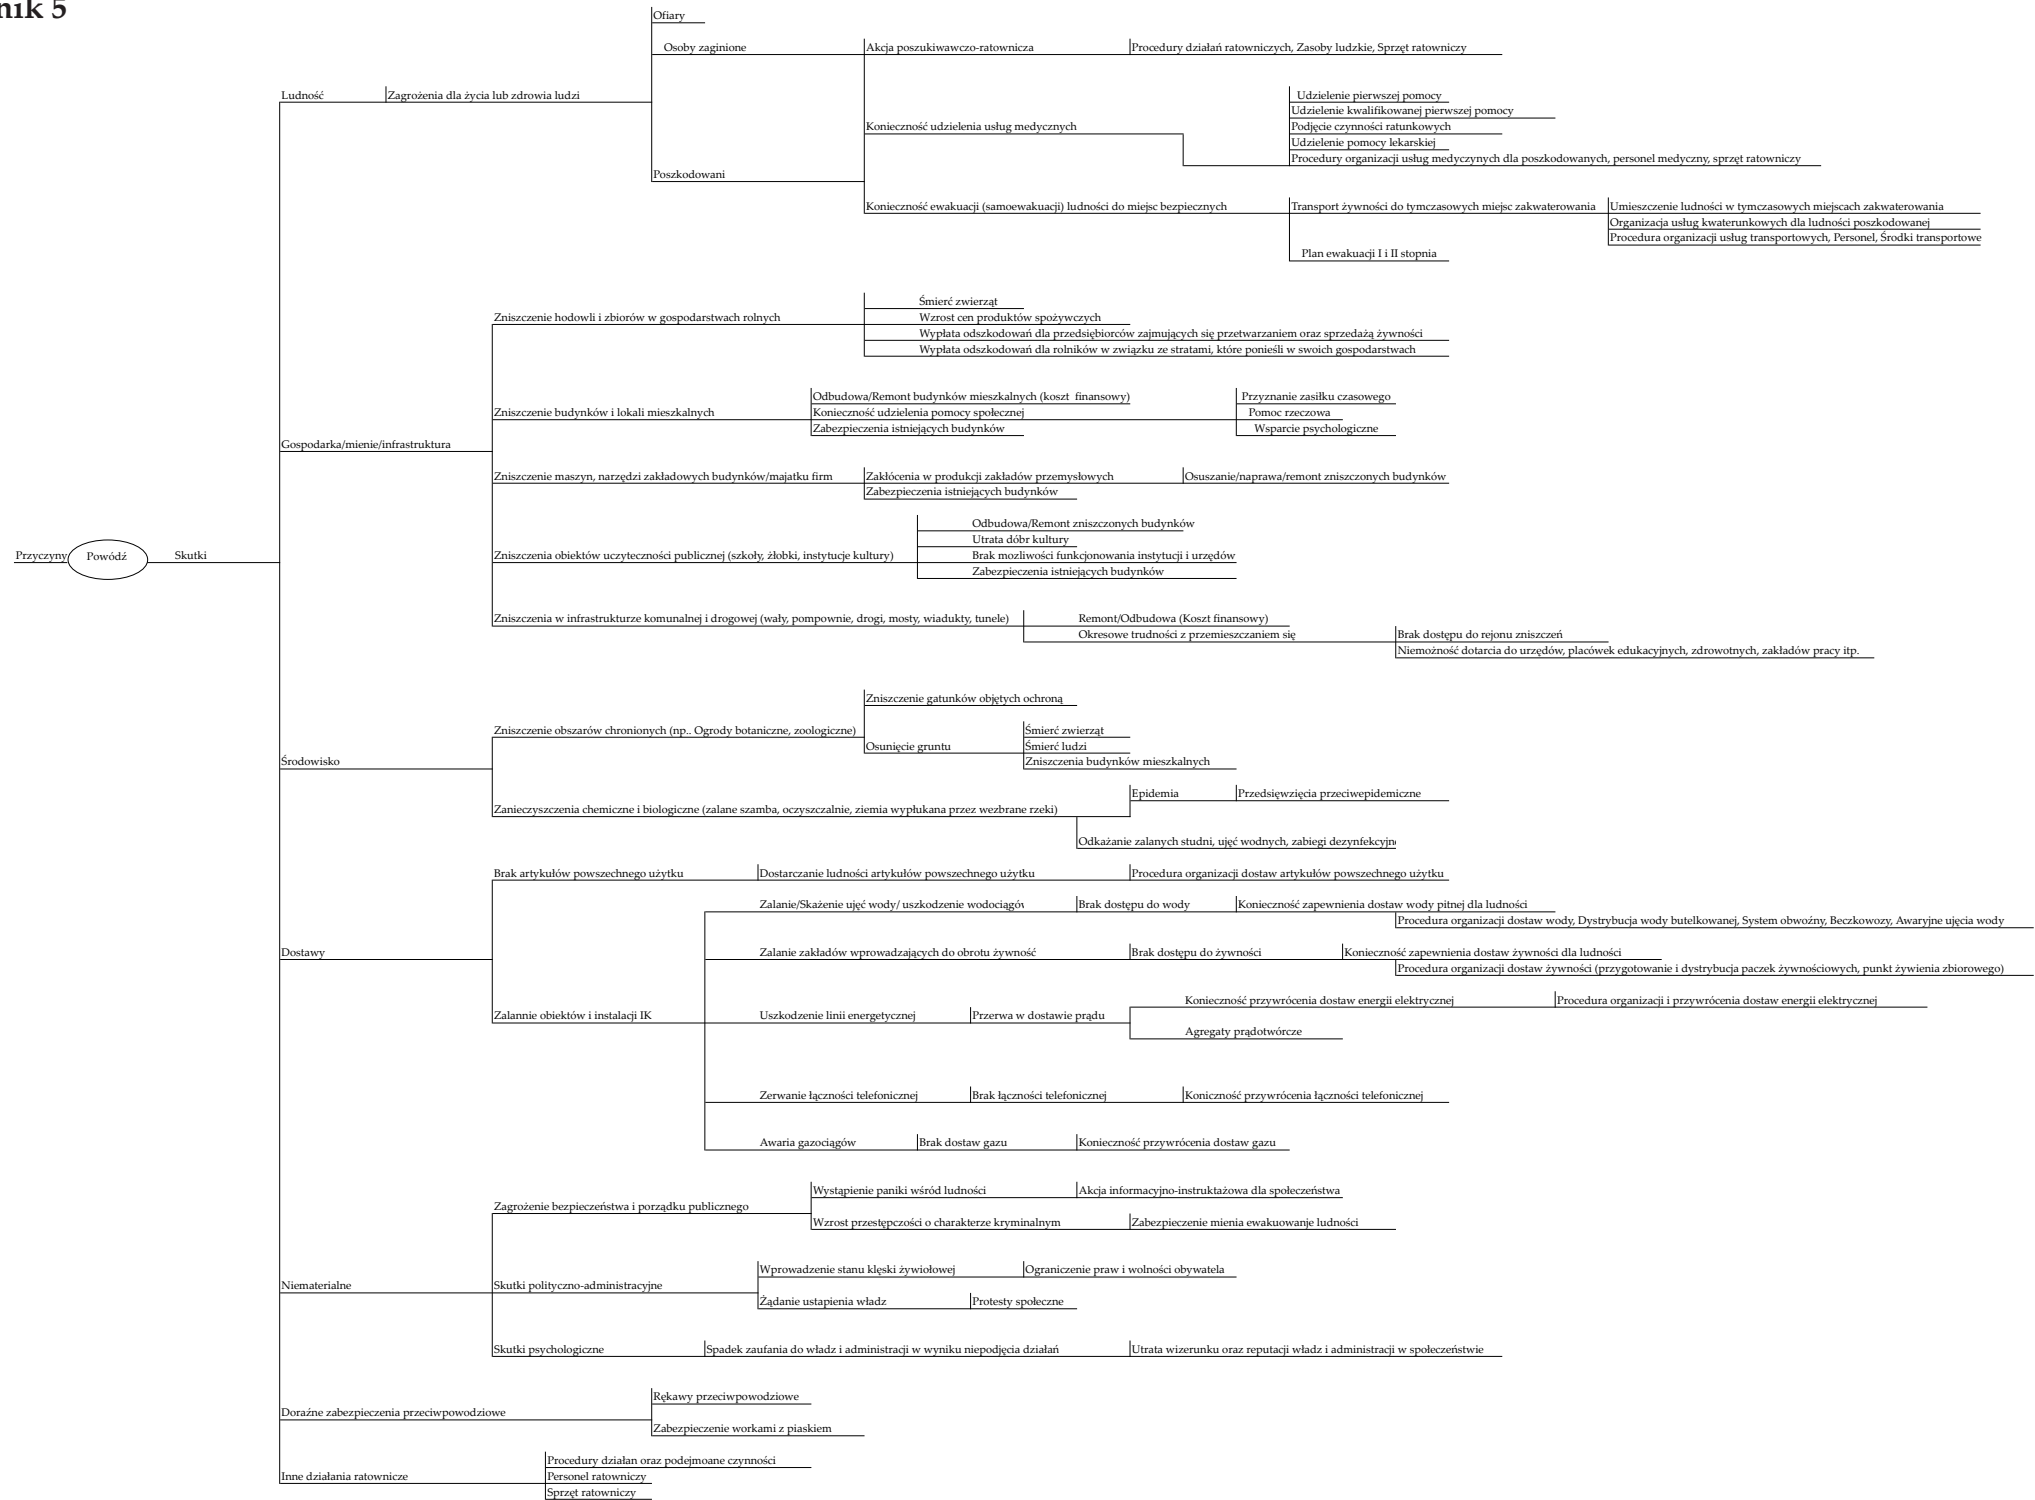 nik 5
Ofiary
Osoby zaginione
Akcja poszukiwawczo-ratownicza
Procedury działań ratowniczych, Zasoby ludzkie, Sprzęt ratowniczy
Ludność
Zagrożenia dla życia lub zdrowia ludzi
Udzielenie pierwszej pomocy
Udzielenie kwalifikowanej pierwszej pomocy
Konieczność udzielenia usług medycznych
Podjęcie czynności ratunkowych
Udzielenie pomocy lekarskiej
Procedury organizacji usług medyczynych dla poszkodowanych, personel medyczny, sprzęt ratowniczy
Poszkodowani
Konieczność ewakuacji (samoewakuacji) ludności do miejsc bezpiecznych
Transport żywności do tymczasowych miejsc zakwaterowania
Umieszczenie ludności w tymczasowych miejscach zakwaterowania
Organizacja usług kwaterunkowych dla ludności poszkodowanej
Procedura organizacji usług transportowych, Personel, Środki transportowe
Plan ewakuacji I i II stopnia
Śmierć zwierząt
Zniszczenie hodowli i zbiorów w gospodarstwach rolnych
Wzrost cen produktów spożywczych
Wypłata odszkodowań dla przedsiębiorców zajmujących się przetwarzaniem oraz sprzedażą żywności
Wypłata odszkodowań dla rolników w związku ze stratami, które ponieśli w swoich gospodarstwach
Odbudowa/Remont budynków mieszkalnych (koszt finansowy)
Przyznanie zasiłku czasowego
Zniszczenie budynków i lokali mieszkalnych
Konieczność udzielenia pomocy społecznej
Pomoc rzeczowa
Zabezpieczenia istniejących budynków
Wsparcie psychologiczne
Gospodarka/mienie/infrastruktura
Zniszczenie maszyn, narzędzi zakładowych budynków/majatku firm
Zakłócenia w produkcji zakładów przemysłowych
Osuszanie/naprawa/remont zniszczonych budynków
Zabezpieczenia istniejących budynków
Odbudowa/Remont zniszczonych budynków
Utrata dóbr kultury
Przyczyny
Powódź
Skutki
Zniszczenia obiektów uczyteczności publicznej (szkoły, żłobki, instytucje kultury)
Brak mozliwości funkcjonowania instytucji i urzędów
Zabezpieczenia istniejących budynków
Zniszczenia w infrastrukturze komunalnej i drogowej (wały, pompownie, drogi, mosty, wiadukty, tunele)
Remont/Odbudowa (Koszt finansowy)
Okresowe trudności z przemieszczaniem się
Brak dostępu do rejonu zniszczeń
Niemożność dotarcia do urzędów, placówek edukacyjnych, zdrowotnych, zakładów pracy itp.
Zniszczenie gatunków objętych ochroną
Zniszczenie obszarów chronionych (np.. Ogrody botaniczne, zoologiczne)
Śmierć zwierząt
Osunięcie gruntu
Śmierć ludzi
Środowisko
Zniszczenia budynków mieszkalnych
Epidemia
Przedsięwzięcia przeciwepidemiczne
Zanieczyszczenia chemiczne i biologiczne (zalane szamba, oczyszczalnie, ziemia wypłukana przez wezbrane rzeki)
Odkażanie zalanych studni, ujęć wodnych, zabiegi dezynfekcyjn
Brak artykułów powszechnego użytku
Dostarczanie ludności artykułów powszechnego użytku
Procedura organizacji dostaw artykułów powszechnego użytku
Zalanie/Skażenie ujęć wody/ uszkodzenie wodociągów
Brak dostępu do wody
Konieczność zapewnienia dostaw wody pitnej dla ludności
Procedura organizacji dostaw wody, Dystrybucja wody butelkowanej, System obwoźny, Beczkowozy, Awaryjne ujęcia wody
Dostawy
Zalanie zakładów wprowadzających do obrotu żywność
Brak dostępu do żywności
Konieczność zapewnienia dostaw żywności dla ludności
Procedura organizacji dostaw żywności (przygotowanie i dystrybucja paczek żywnościowych, punkt żywienia zbiorowego)
Konieczność przywrócenia dostaw energii elektrycznej
Procedura organizacji i przywrócenia dostaw energii elektrycznej
Zalannie obiektów i instalacji IK
Uszkodzenie linii energetycznej
Przerwa w dostawie prądu
Agregaty prądotwórcze
Zerwanie łączności telefonicznej
Brak łączności telefonicznej
Koniczność przywrócenia łączności telefonicznej
Awaria gazociągów
Brak dostaw gazu
Konieczność przywrócenia dostaw gazu
Wystąpienie paniki wśród ludności
Akcja informacyjno-instruktażowa dla społeczeństwa
Zagrożenie bezpieczeństwa i porządku publicznego
Wzrost przestępczości o charakterze kryminalnym
Zabezpieczenie mienia ewakuowanje ludności
Wprowadzenie stanu klęski żywiołowej
Ograniczenie praw i wolności obywatela
Niematerialne
Skutki polityczno-administracyjne
Żądanie ustapienia władz
Protesty społeczne
Skutki psychologiczne
Spadek zaufania do władz i administracji w wyniku niepodjęcia działań
Utrata wizerunku oraz reputacji władz i administracji w społeczeństwie
Rękawy przeciwpowodziowe
Doraźne zabezpieczenia przeciwpowodziowe
Zabezpieczenie workami z piaskiem
Procedury działan oraz podejmoane czynności
Inne działania ratownicze
Personel ratowniczy
Sprzęt ratowniczy